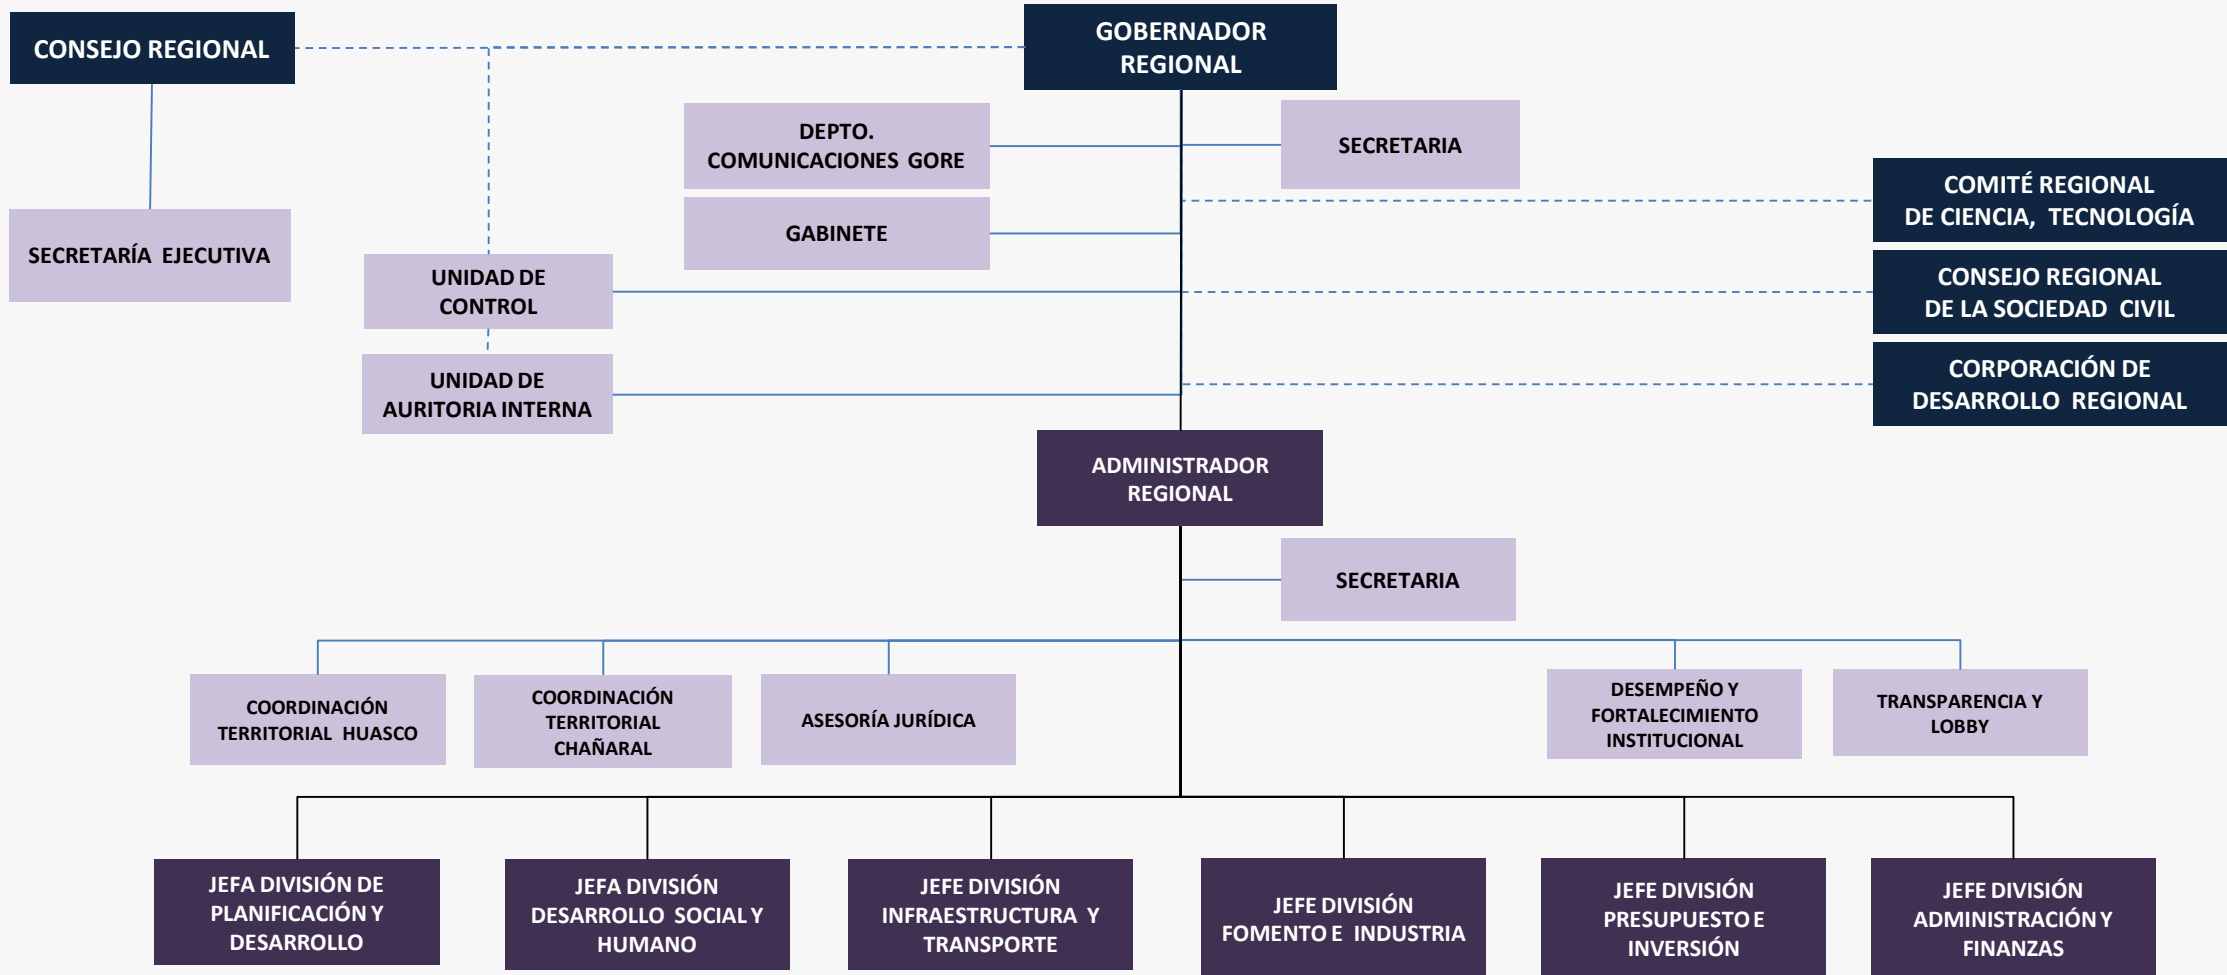 CONSEJO REGIONAL
GOBERNADOR
REGIONAL
DEPTO.
COMUNICACIONES GORE
SECRETARIA
COMITÉ REGIONAL
DE CIENCIA, TECNOLOGÍA
SECRETARÍA EJECUTIVA
GABINETE
UNIDAD DE
CONTROL
CONSEJO REGIONAL
DE LA SOCIEDAD CIVIL
UNIDAD DE
AURITORIA INTERNA
CORPORACIÓN DE
DESARROLLO REGIONAL
ADMINISTRADOR
REGIONAL
SECRETARIA
COORDINACIÓN
TERRITORIAL HUASCO
COORDINACIÓN
TERRITORIAL
CHAÑARAL
ASESORÍA JURÍDICA
DESEMPEÑO Y
FORTALECIMIENTO
INSTITUCIONAL
TRANSPARENCIA Y
LOBBY
JEFA DIVISIÓN DE
PLANIFICACIÓN Y
DESARROLLO
JEFA DIVISIÓN
DESARROLLO SOCIAL Y
HUMANO
JEFE DIVISIÓN
INFRAESTRUCTURA Y
TRANSPORTE
JEFE DIVISIÓN
FOMENTO E INDUSTRIA
JEFE DIVISIÓN
PRESUPUESTO E
INVERSIÓN
JEFE DIVISIÓN
ADMINISTRACIÓN Y
FINANZAS